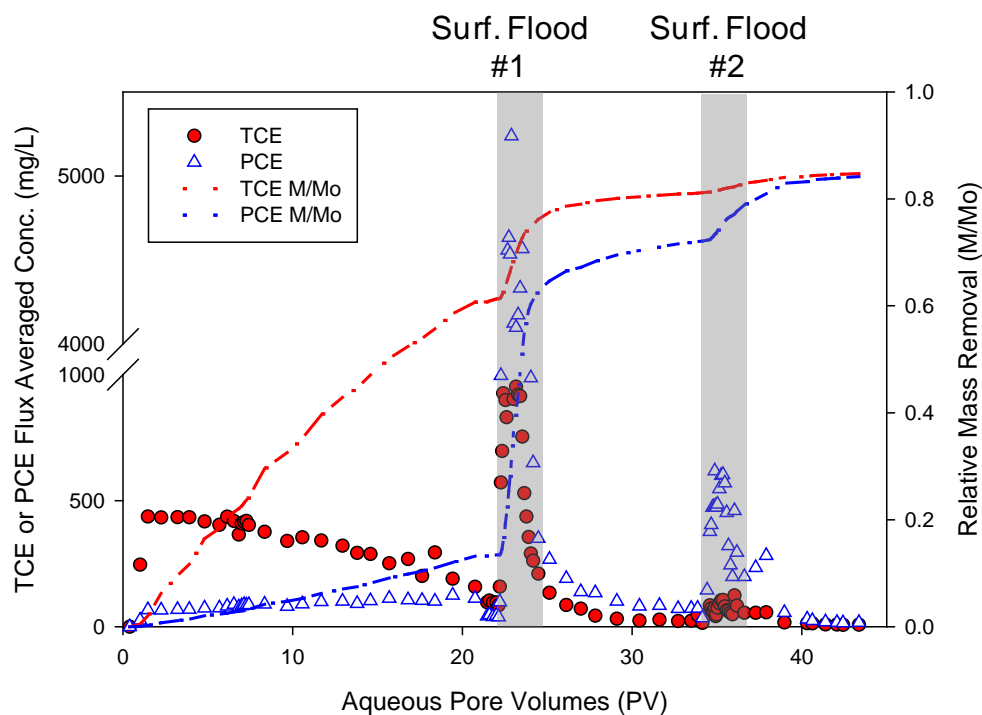 Surf. Flood Surf. Flood
#1 #2
TCE
PCE
TCE M/Mo
PCE M/Mo
TCE or PCE Flux Averaged Conc. (mg/L)
5000
4000
1000
500
0
1.0
0.8
0.6
0.4
0.2
0.0
Relative Mass Removal (M/Mo)
0 10 20 30 40
Aqueous Pore Volumes (PV)